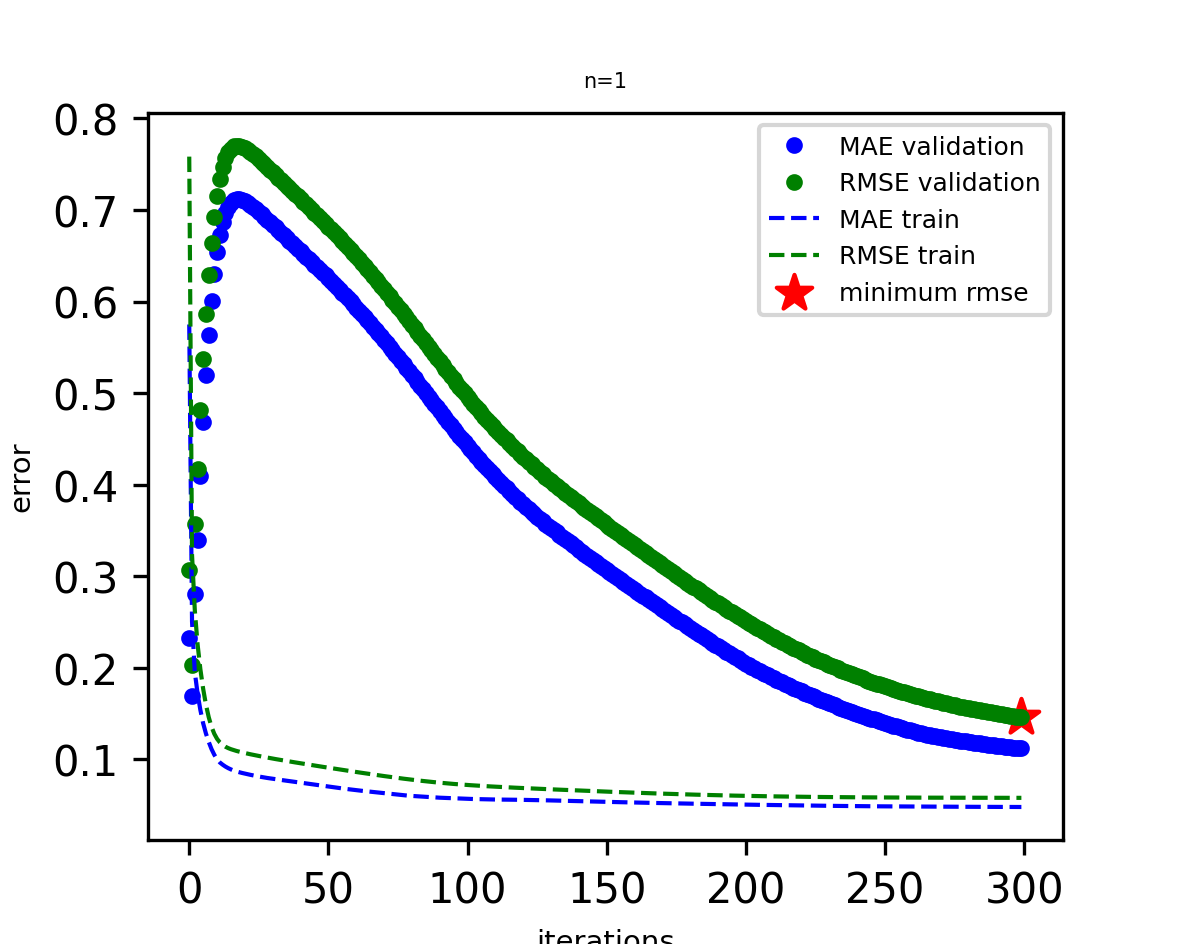 n=1
0.8
0.7
0.6
0.5
0.4
0.3
0.2
0.1
error
MAE validation
RMSE validation
MAE train
RMSE train
minimum rmse
0 50 100 150 200 250 300
iterations